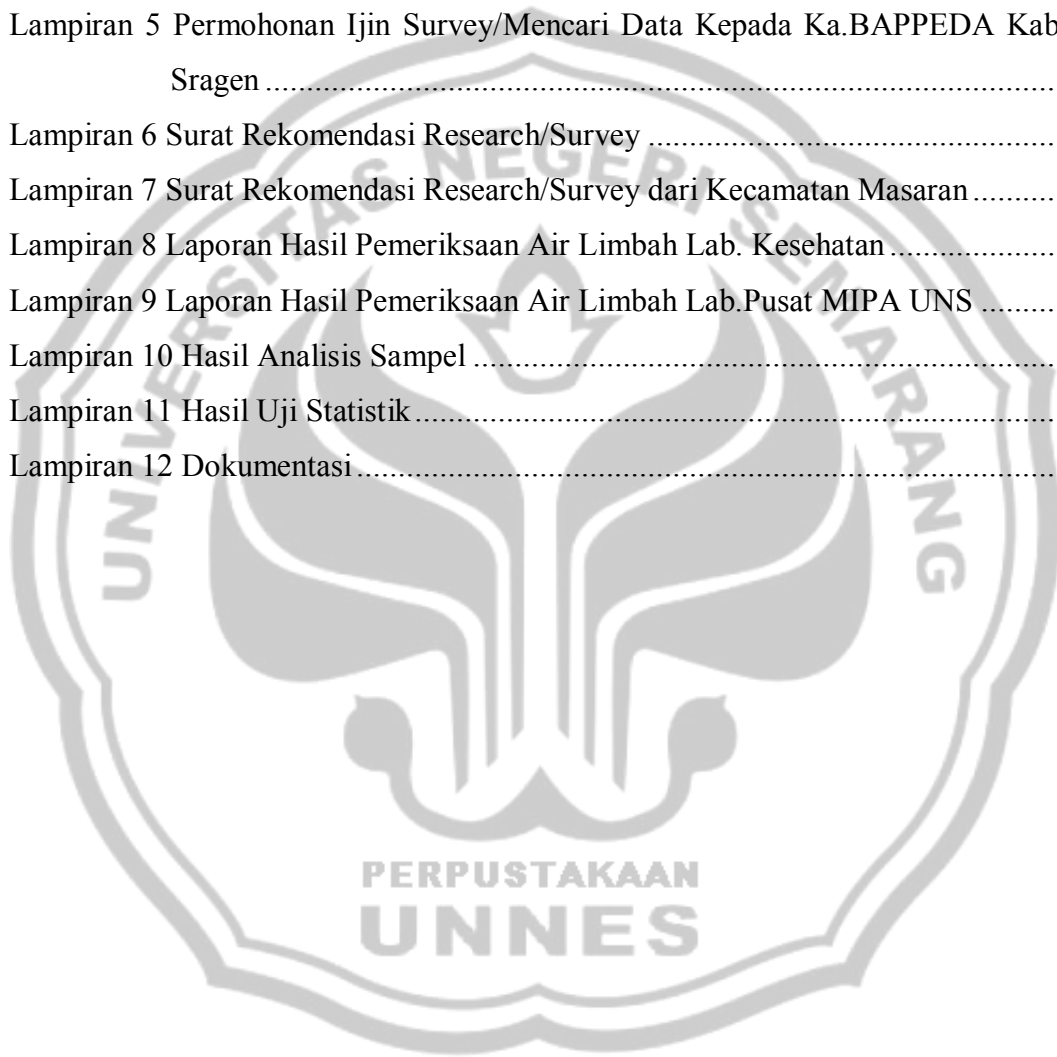 Lampiran 5 Permohonan Ijin Survey/Mencari Data Kepada Ka.BAPPEDA Kab
Sragen ................................................................................................
Lampiran 6 Surat Rekomendasi Research/Survey ..................................................
Lampiran 7 Surat Rekomendasi Research/Survey dari Kecamatan Masaran ..........
Lampiran 8 Laporan Hasil Pemeriksaan Air Limbah Lab. Kesehatan .....................
Lampiran 9 Laporan Hasil Pemeriksaan Air Limbah Lab.Pusat MIPA UNS .........
Lampiran 10 Hasil Analisis Sampel .......................................................................
Lampiran 11 Hasil Uji Statistik ..............................................................................
Lampiran 12 Dokumentasi .....................................................................................
UNIVERSITAS NEGERI SEMARANG
PERPUSTAKAAN
UNNES